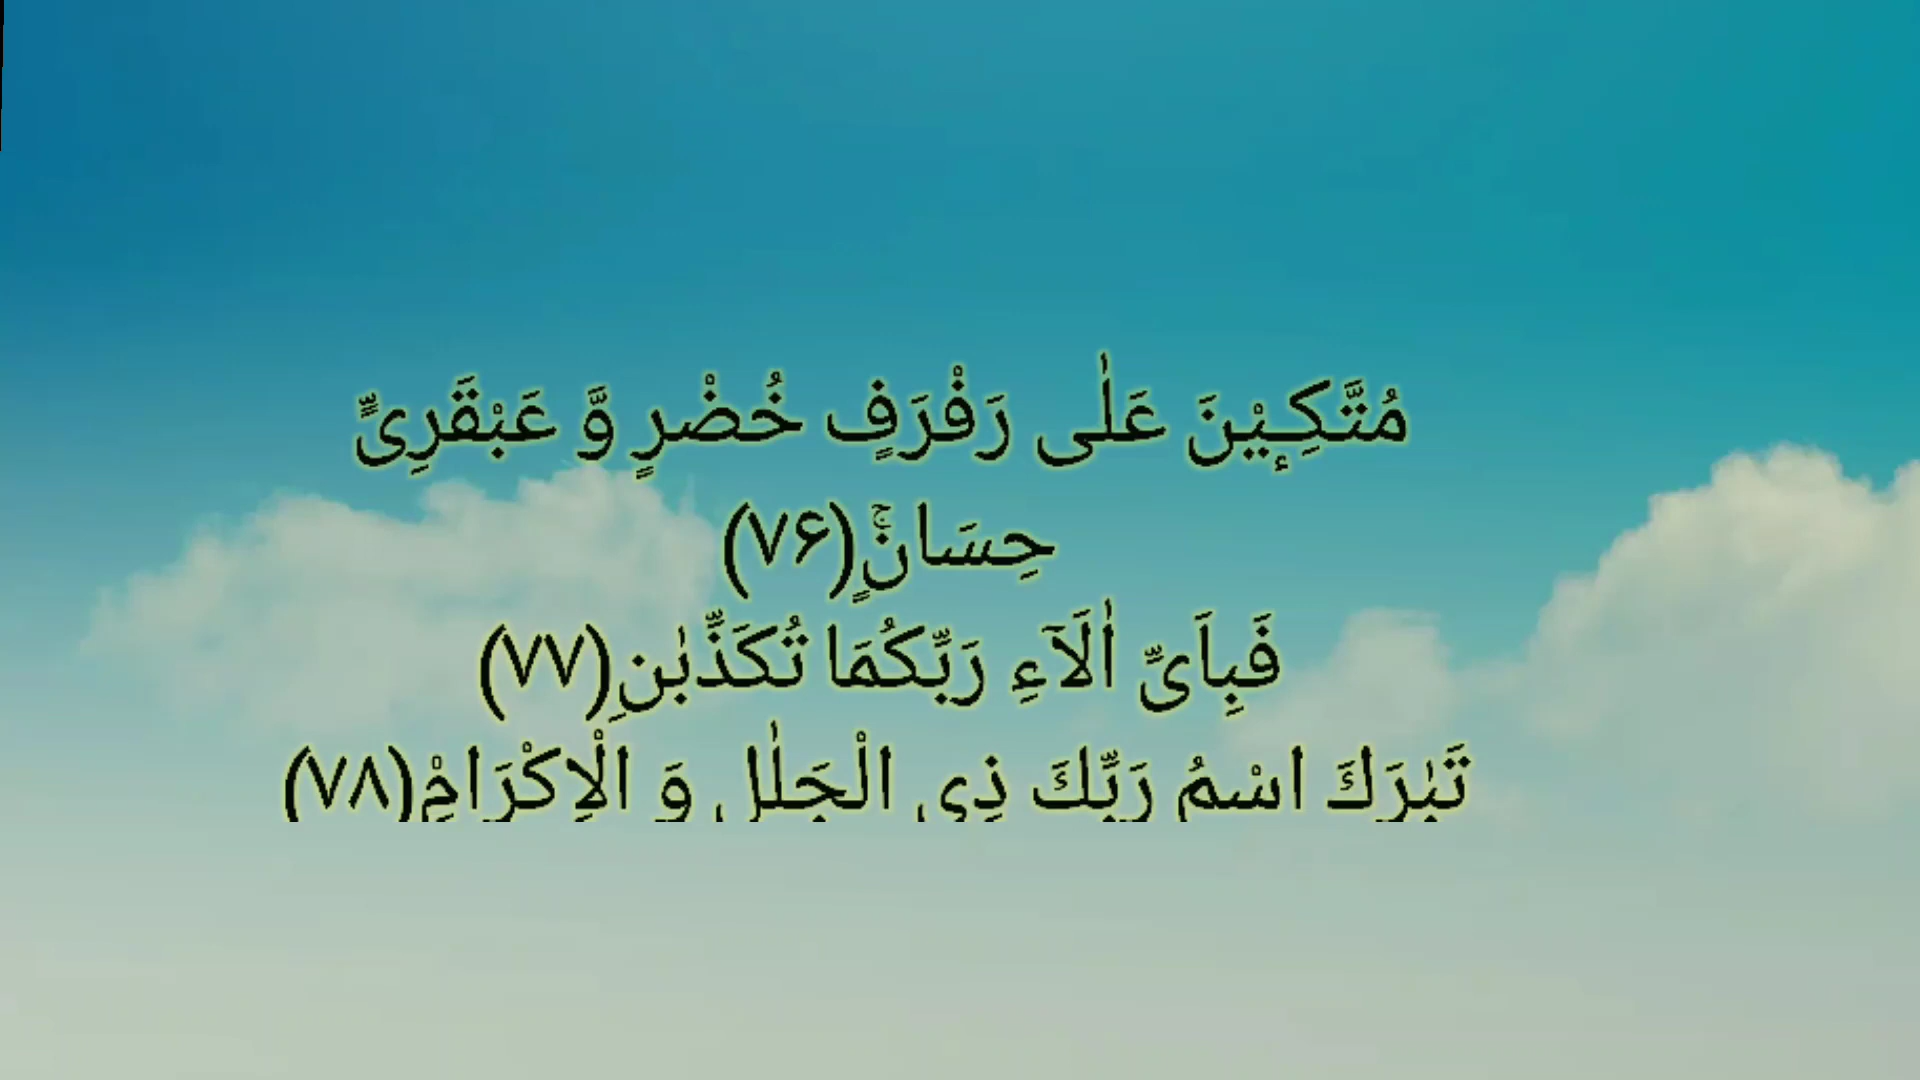 مُتَّكِـٕیْنَ عَلٰى رَفْرَفٍ خُضْرٍ وَّ عَبْقَرِیٍّ
حِسَانٍۚ(۷۶)
فَبِاَیِّ اٰلَآءِ رَبِّكُمَا تُكَذِّبٰنِ(۷۷)
تَبٰرَكَ اسْمُ رَبِّكَ ذِی الْجَلٰلِ وَ الْاِكْرَامْ۠(۷۸)